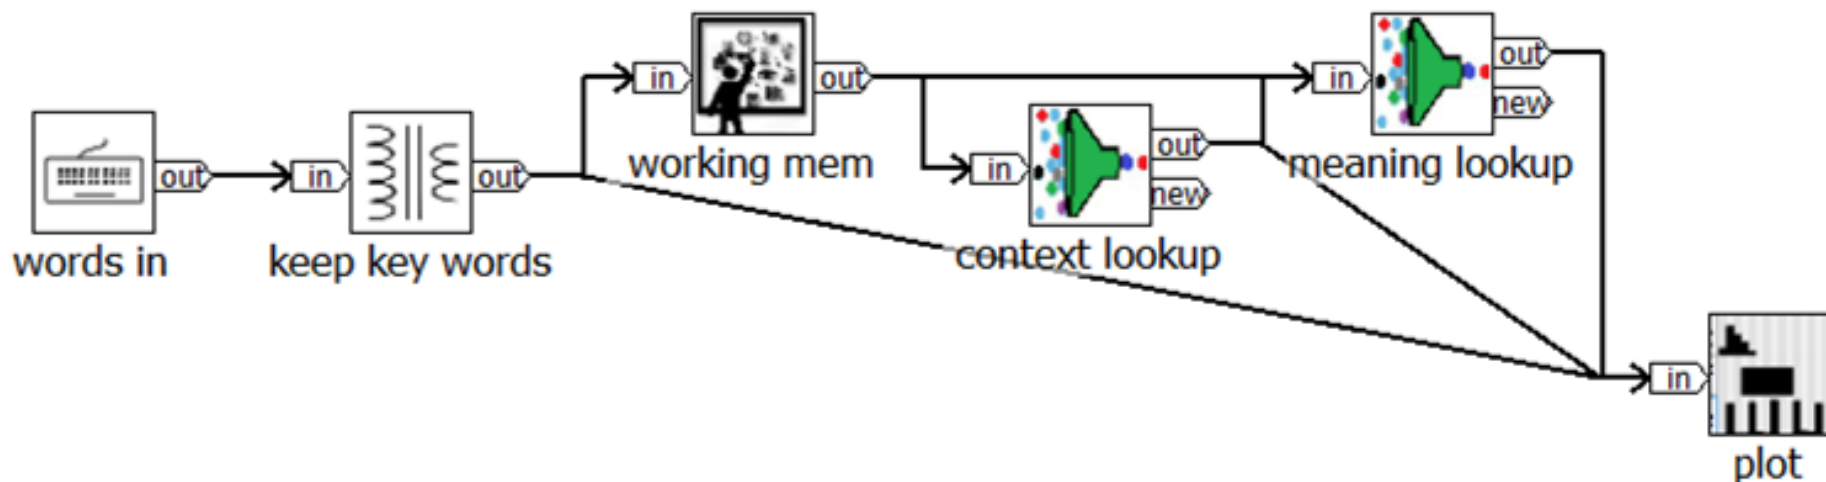 in
out
in
out
new
working mem
meaning lookup
out
in
out
in
out
new
words in
keep key words
context lookup
in
plot